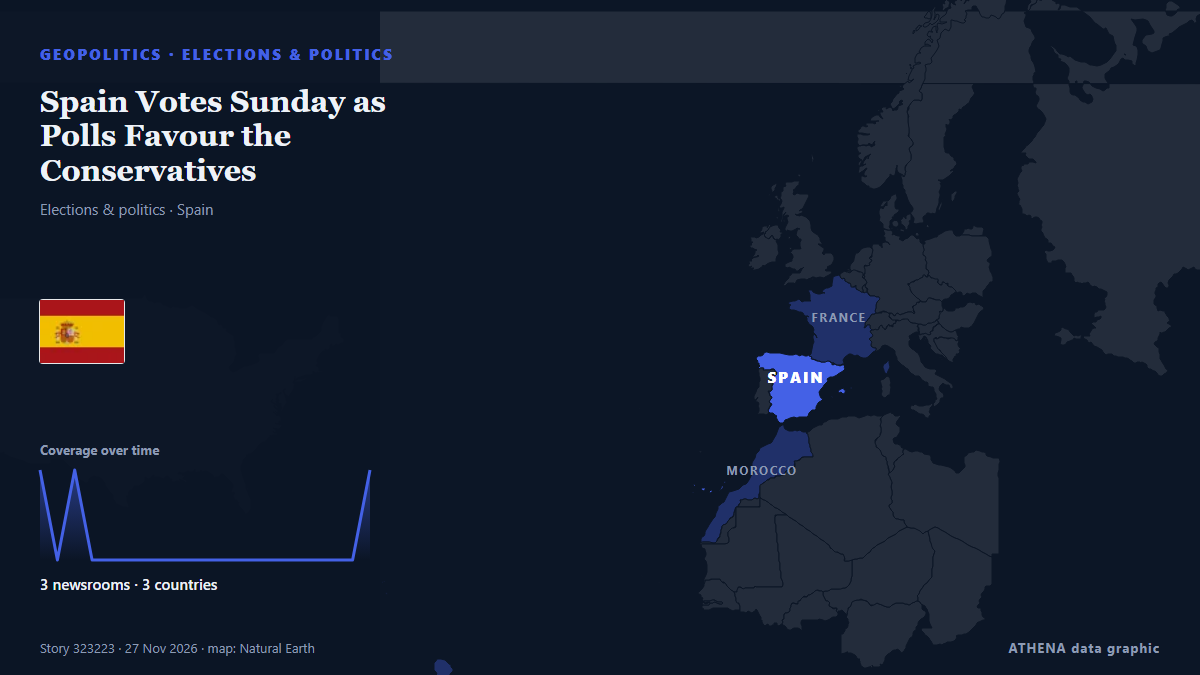 GEOPOLITICS · ELECTIONS & POLITICS
Spain Votes Sunday as
Polls Favour the
Conservatives
Elections & politics · Spain
FRANCE
SPAIN
MOROCCO
Coverage over time
3 newsrooms · 3 countries
Story 323223 · 27 Nov 2026 · map: Natural Earth
ATHENA data graphic